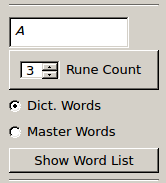 A
3 Rune Count
Dict. Words
Master Words
Show Word List